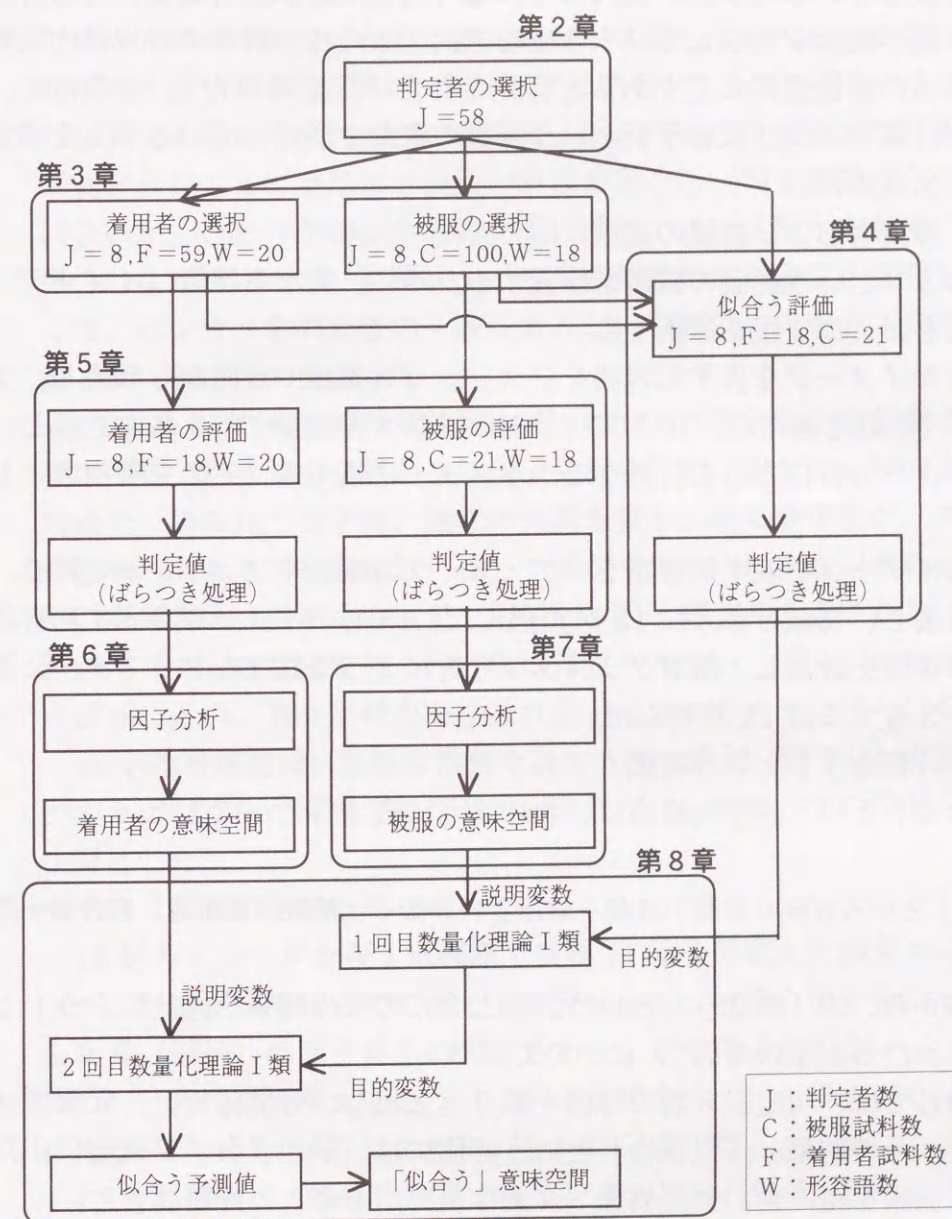 第2章
判定者の選択
J=58
第3章
着用者の選択
J=8,F=59,W=20
被服の選択
J=8,C=100,W=18
第4章
似合う評価
J=8,F=18,C=21
第5章
着用者の評価
J=8,F=18,W=20
被服の評価
J=8,C=21,W=18
判定値
(ばらつき処理)
判定値
(ばらつき処理)
判定値
(ばらつき処理)
第6章
因子分析
着用者の意味空間
第7章
因子分析
被服の意味空間
第8章
説明変数
1回目数量化理論Ⅰ類
目的変数
説明変数
2回目数量化理論Ⅰ類
目的変数
似合う予測値
「似合う」意味空間
J:判定者数
C:被服試料数
F:着用者試料数
W:形容語数